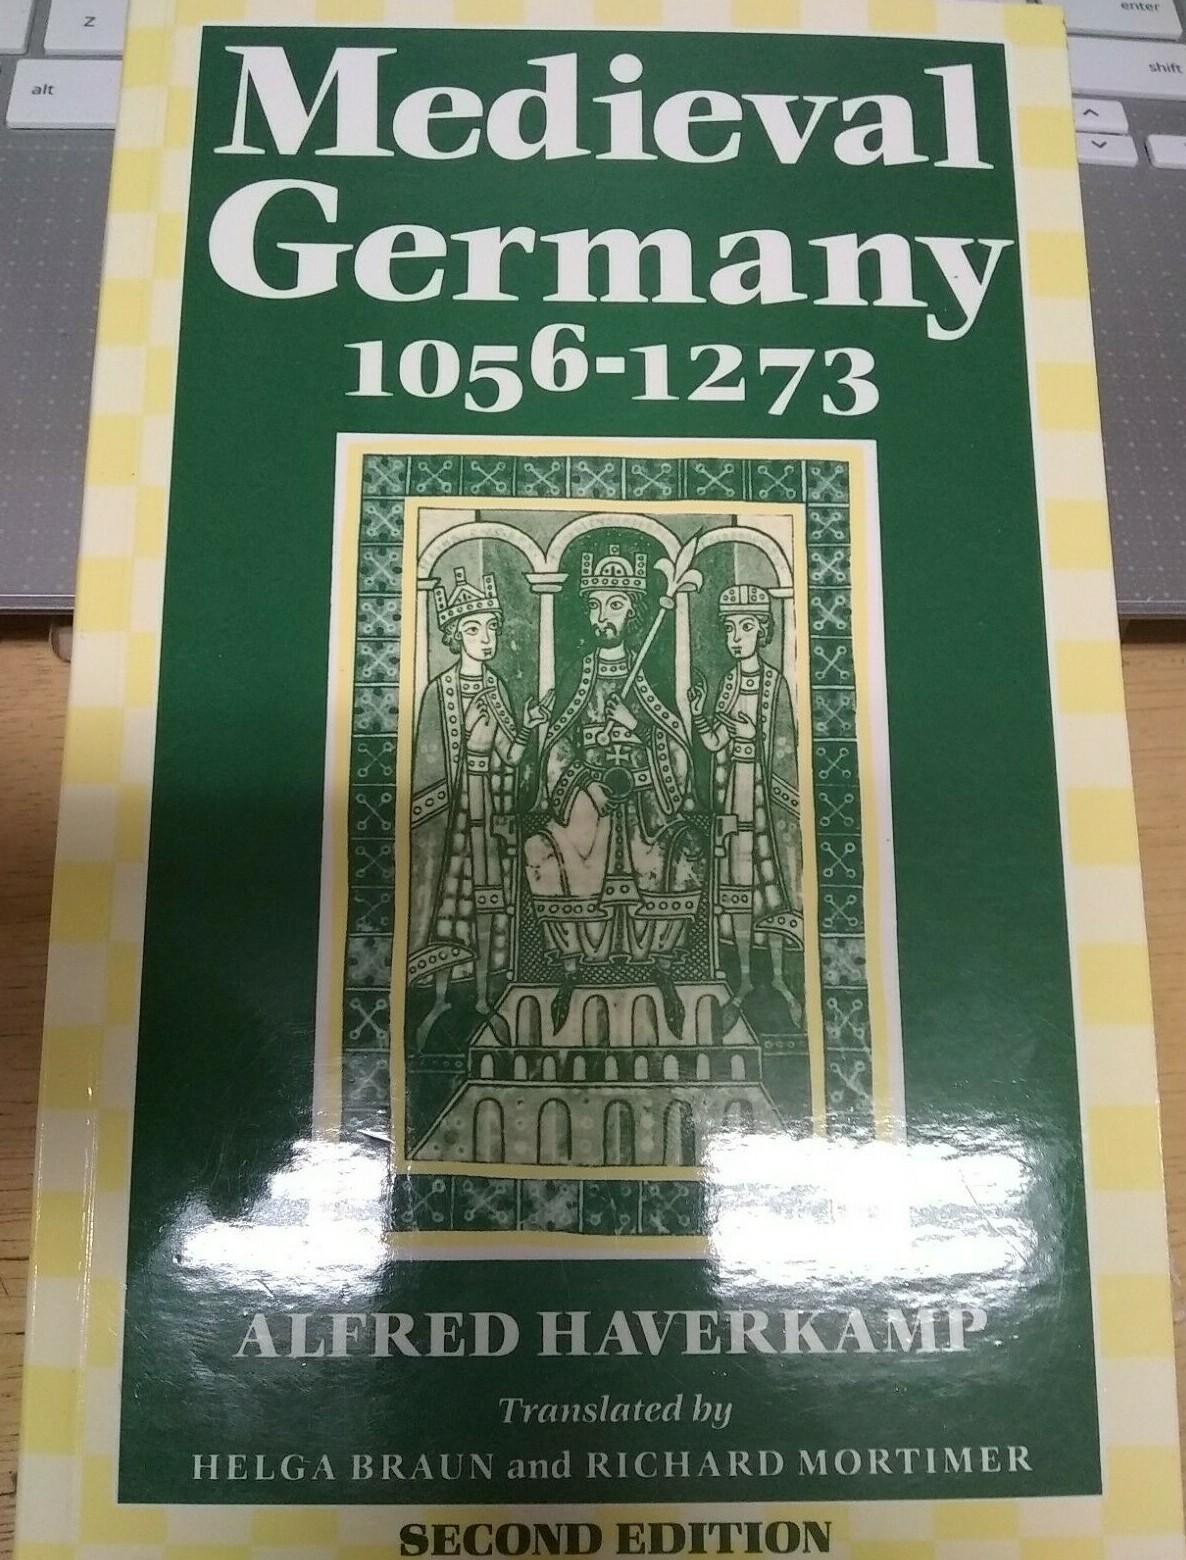 z
enter
alt
shift
Medieval
Germany
1056-1273
ALFRED HAVERKAMP
Translated by
HELGA BRAUN and RICHARD MORTIMER
SECOND EDITION